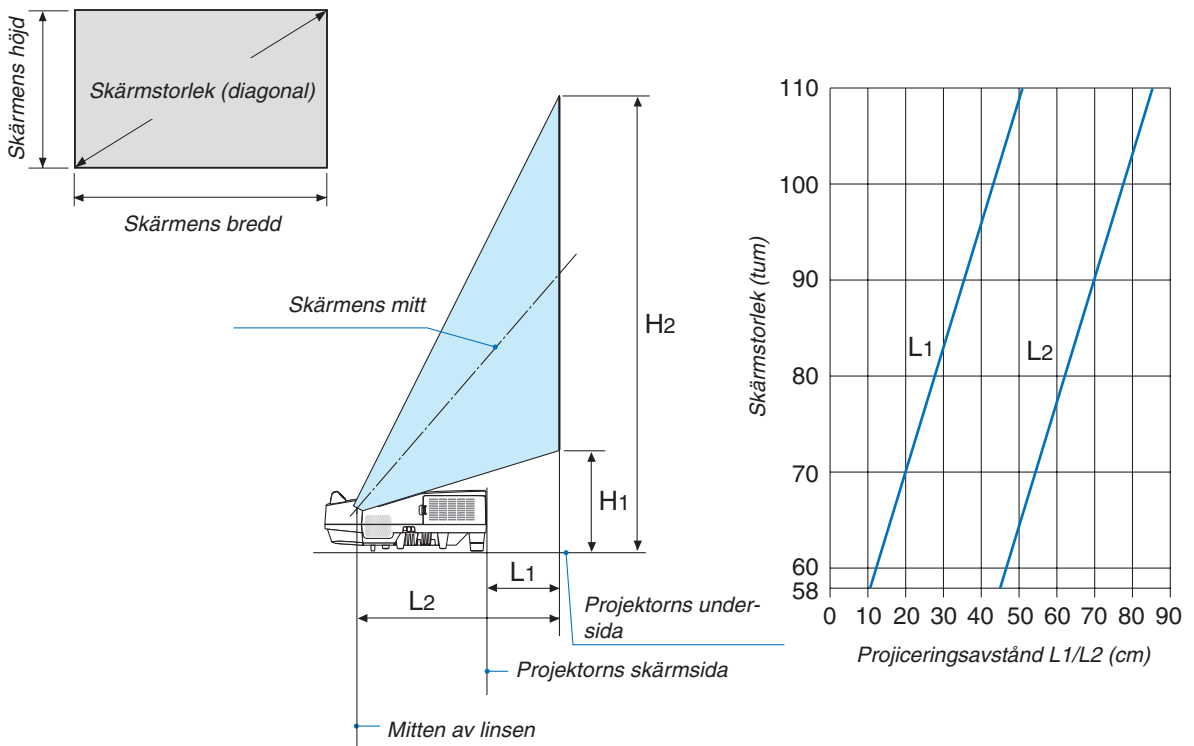 Skärmens höjd
Skärmstorlek (diagonal)
Skärmens bredd
Skärmens mitt
H2
H1
L1
L2
Projektorns under-
sida
Projektorns skärmsida
Mitten av linsen
Skärmstorlek (tum)
110
100
90
80
70
60
58
L1
L2
0 10 20 30 40 50 60 70 80 90
Projiceringsavstånd L1/L2 (cm)